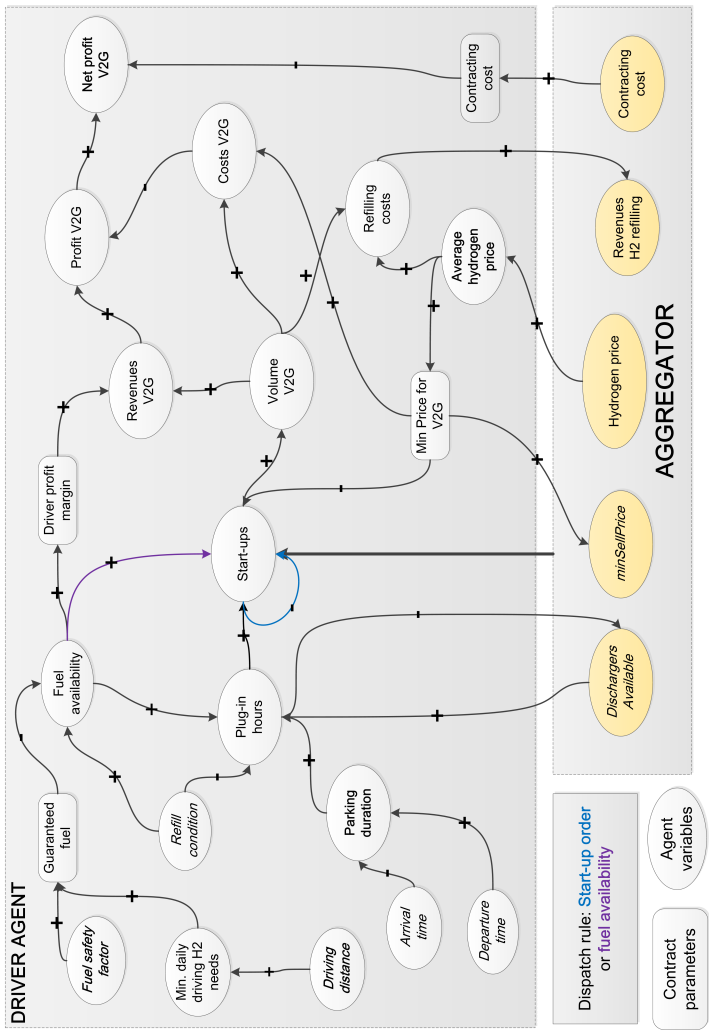 DRIVER AGENT
Fuel safety
factor
Guaranteed
fuel
Fuel
availability
Driver profit
margin
Profit V2G
Net profit
V2G
Min. daily
driving H2
needs
Refill
condition
Revenues
V2G
Costs V2G
Driving
distance
Plug-in
hours
Start-ups
Volume
V2G
Parking
duration
Refilling
costs
Arrival
time
Min Price for
V2G
Average
hydrogen
price
Contracting
cost
Departure
time
Dischargers
Available
minSellPrice
Hydrogen price
Revenues
H2 refilling
Contracting
cost
AGGREGATOR
Dispatch rule: Start-up order
or fuel availability
Contract
parameters
Agent
variables